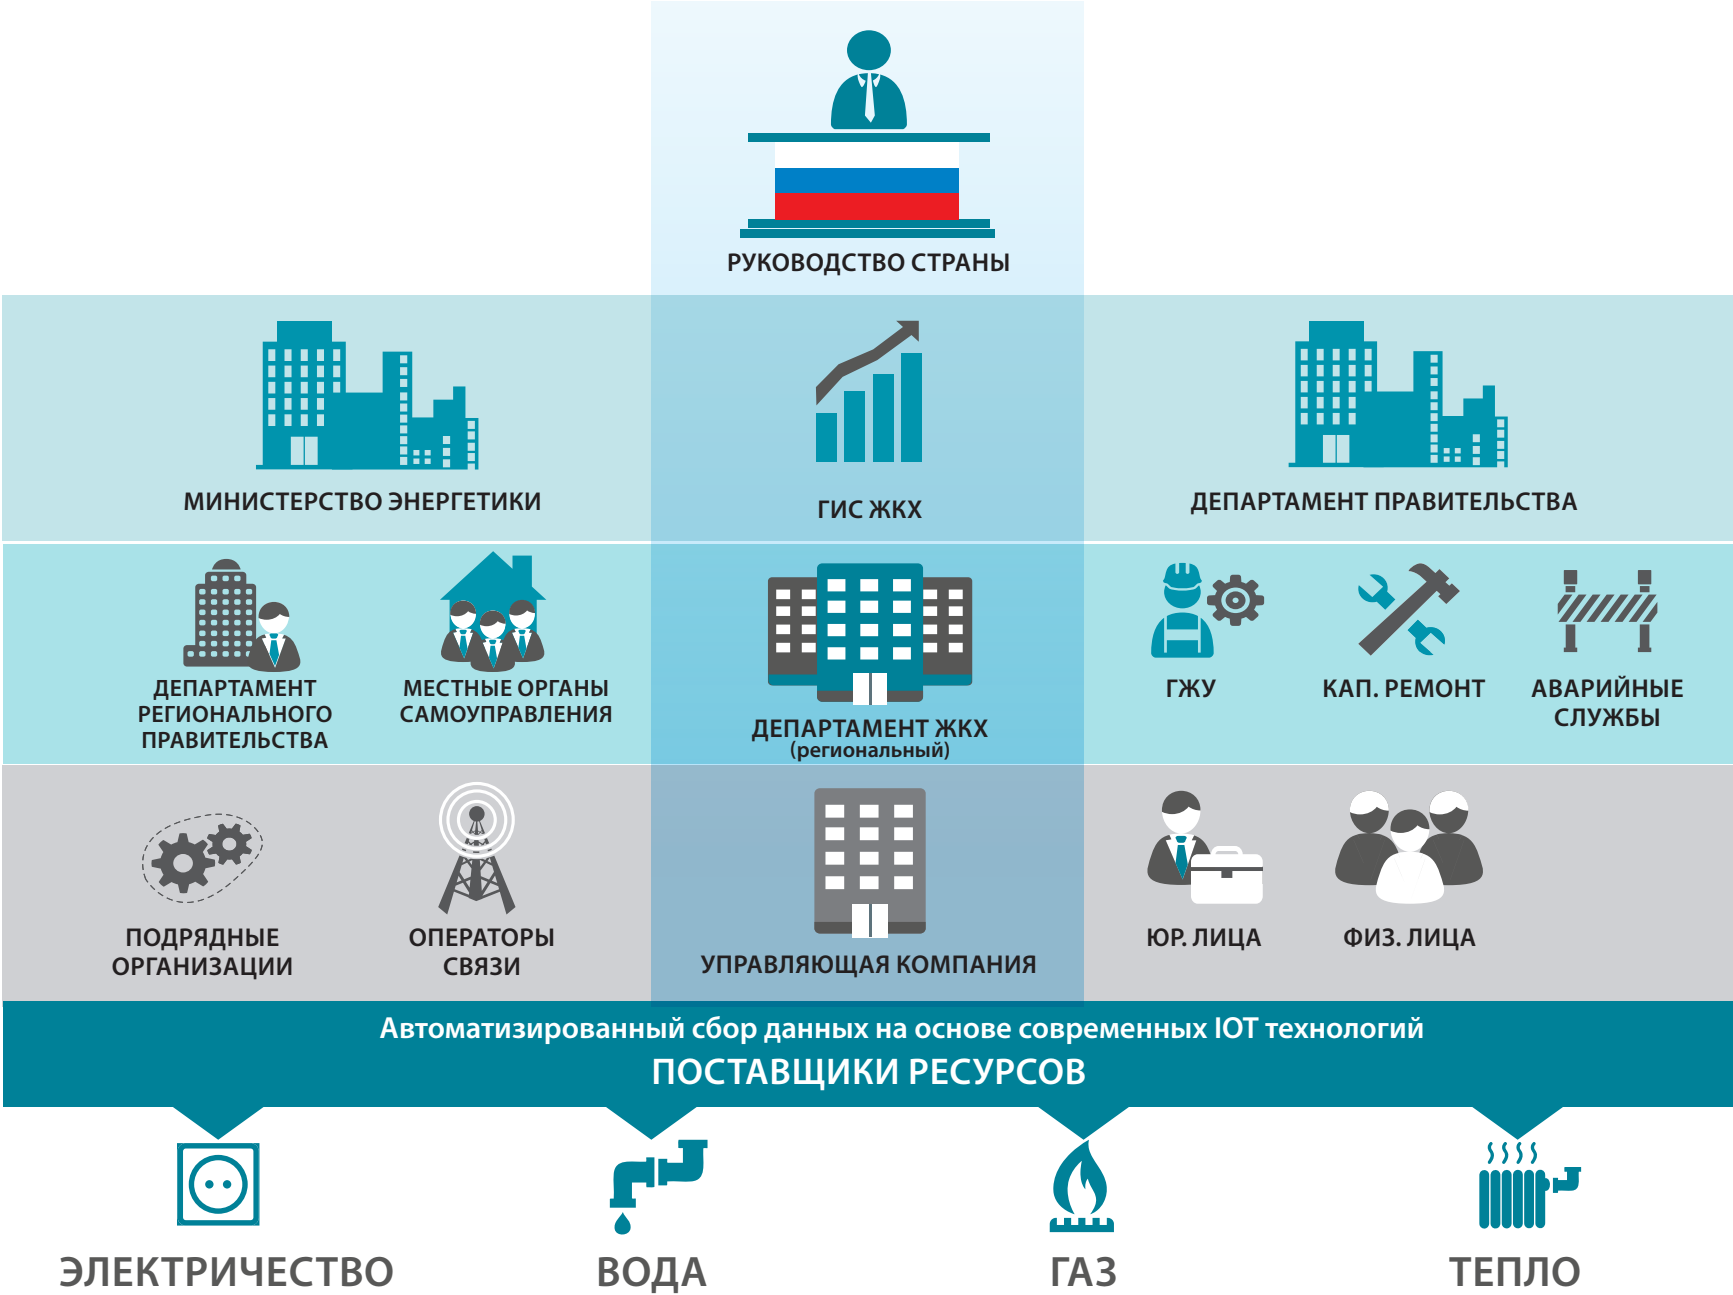 РУКОВОДСТВО СТРАНЫ
МИНИСТЕРСТВО ЭНЕРГЕТИКИ
ГИС ЖКХ
ДЕПАРТАМЕНТ ПРАВИТЕЛЬСТВА
ДЕПАРТАМЕНТ
РЕГИОНАЛЬНОГО
ПРАВИТЕЛЬСТВА
МЕСТНЫЕ ОРГАНЫ
САМОУПРАВЛЕНИЯ
ДЕПАРТАМЕНТ ЖКХ
(региональный)
ГЖУ
КАП. РЕМОНТ
АВАРИЙНЫЕ
СЛУЖБЫ
ПОДРЯДНЫЕ
ОРГАНИЗАЦИИ
ОПЕРАТОРЫ
СВЯЗИ
УПРАВЛЯЮЩАЯ КОМПАНИЯ
ЮР. ЛИЦА
ФИЗ. ЛИЦА
Автоматизированный сбор данных на основе современных IOT технологий
ПОСТАВЩИКИ РЕСУРСОВ
ЭЛЕКТРИЧЕСТВО
ВОДА
ГАЗ
ТЕПЛО